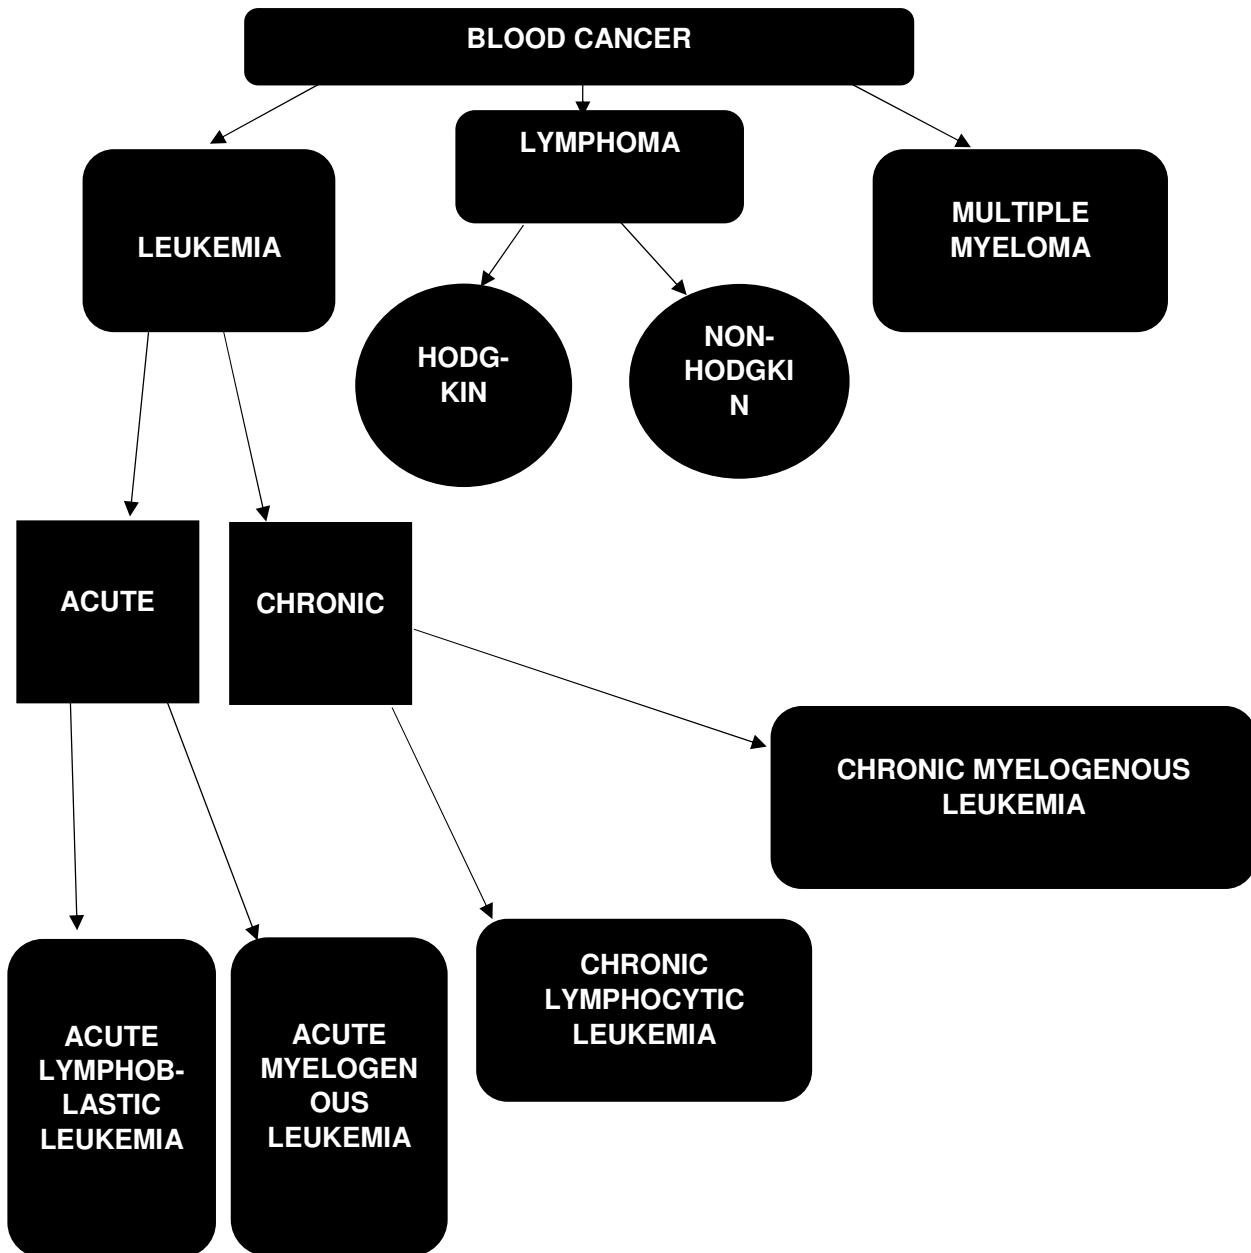 BLOOD CANCER
LYMPHOMA
LEUKEMIA
MULTIPLE
MYELOMA
HODG-
KIN
NON-
HODGKI
N
ACUTE
CHRONIC
CHRONIC MYELOGENOUS
LEUKEMIA
ACUTE
LYMPHOB-
LASTIC
LEUKEMIA
ACUTE
MYELOGEN
OUS
LEUKEMIA
CHRONIC
LYMPHOCYTIC
LEUKEMIA